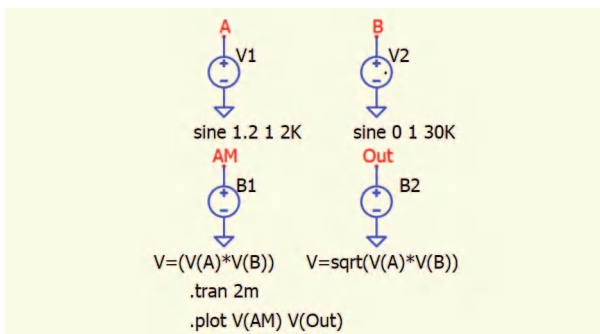 A B
V1 V2
sine 1.2 1 2K sine 0 1 30K
AM Out
B1 B2
V=(V(A)*V(B)) V=sqrt(V(A)*V(B))
.tran 2m
.plot V(AM) V(Out)